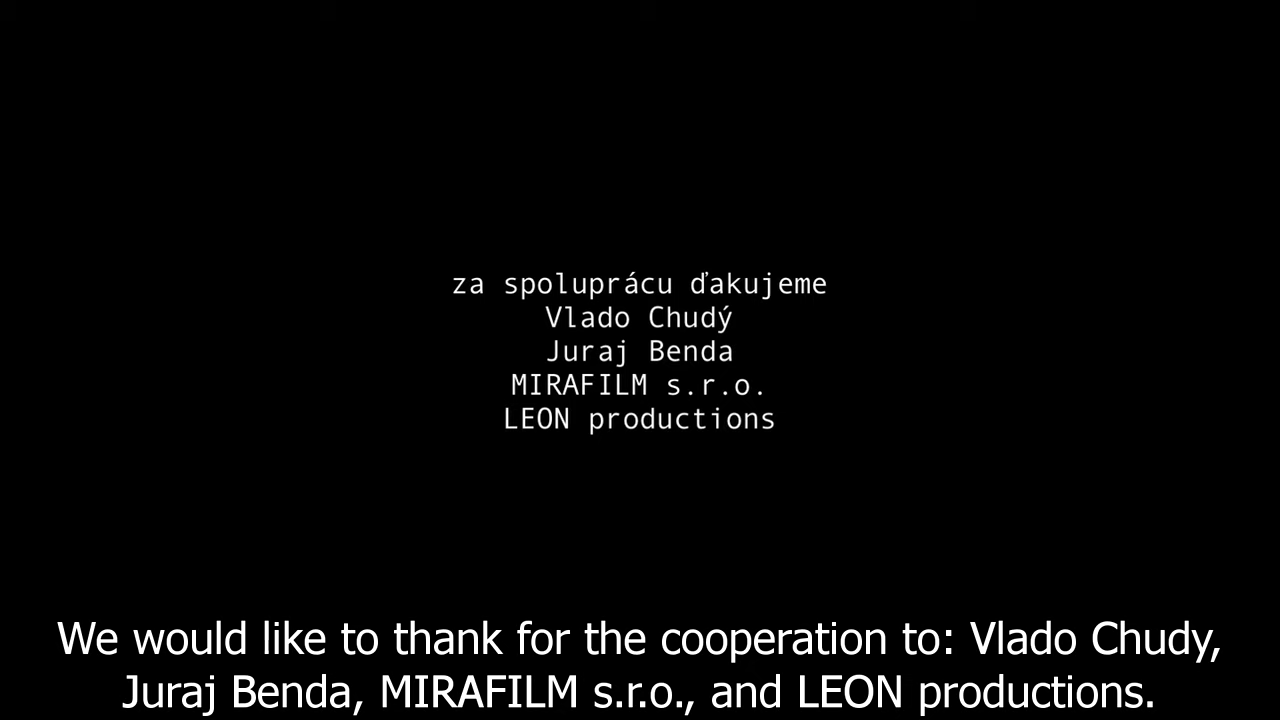 za spoluprácu ďakujeme
Vlado Chudý
Juraj Benda
MIRAFILM s.r.o.
LEON productions
We would like to thank for the cooperation to: Vlado Chudy,
Juraj Benda, MIRAFILM s.r.o., and LEON productions.